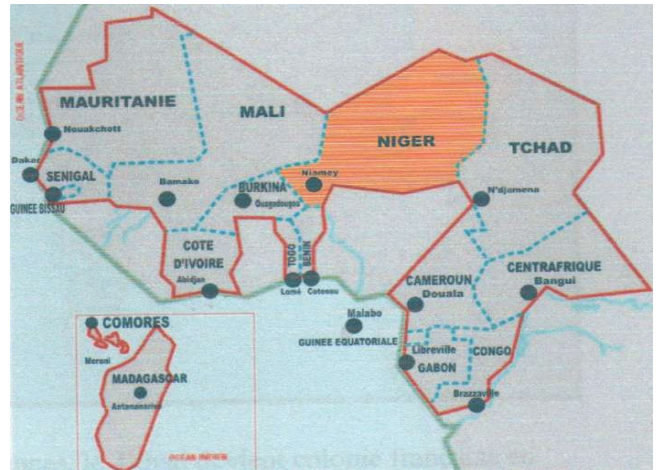 OCEAN ATLANTIQUE
MAURITANIE
MALI
NIGER
TCHAD
Nouakchott
Dakar
SENIGAL
GUINEE BISSAU
Bamako
BURKINA
Ouagadougou
Niamey
N'djamena
COTE
D'IVOIRE
Abidjan
TOGO
BENIN
Lomé
Cotonou
CAMEROUN
Douala
CENTRAFRIQUE
Bangui
Malabo
GUINEE EQUATORIALE
Libreville
GABON
CONGO
Brazzaville
COMORES
Moroni
MADAGASCAR
Antananarivo
OCEAN INDIEN